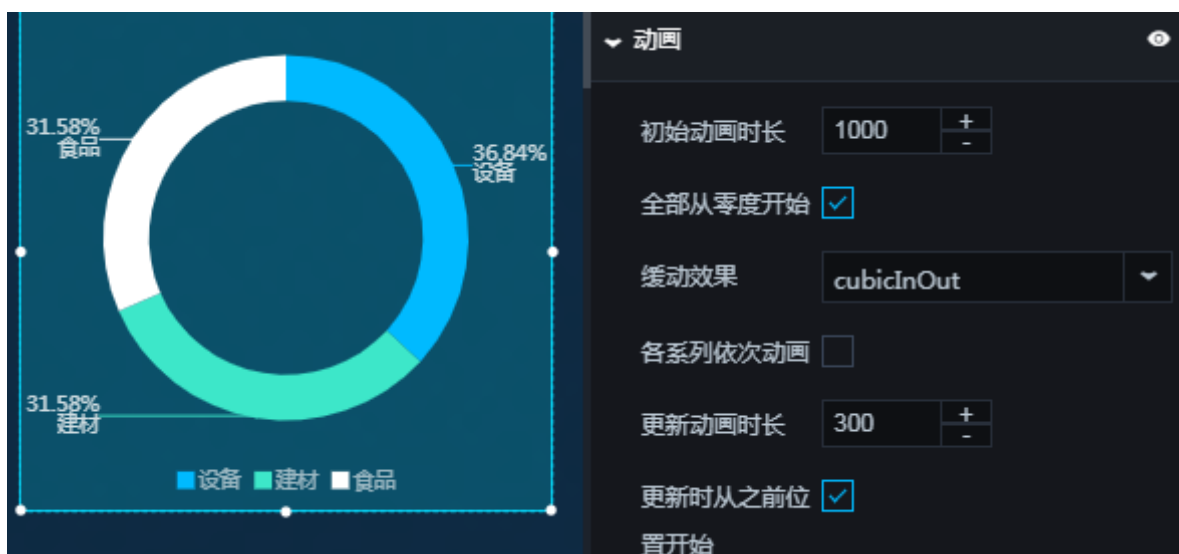 31.58%
食品
36.84%
设备
31.58%
建材
设备 建材 食品
动画
初始动画时长 1000 + -
全部从零度开始
缓动效果 cubicInOut
各系列依次动画
更新动画时长 300 + -
更新时从之前位
置开始